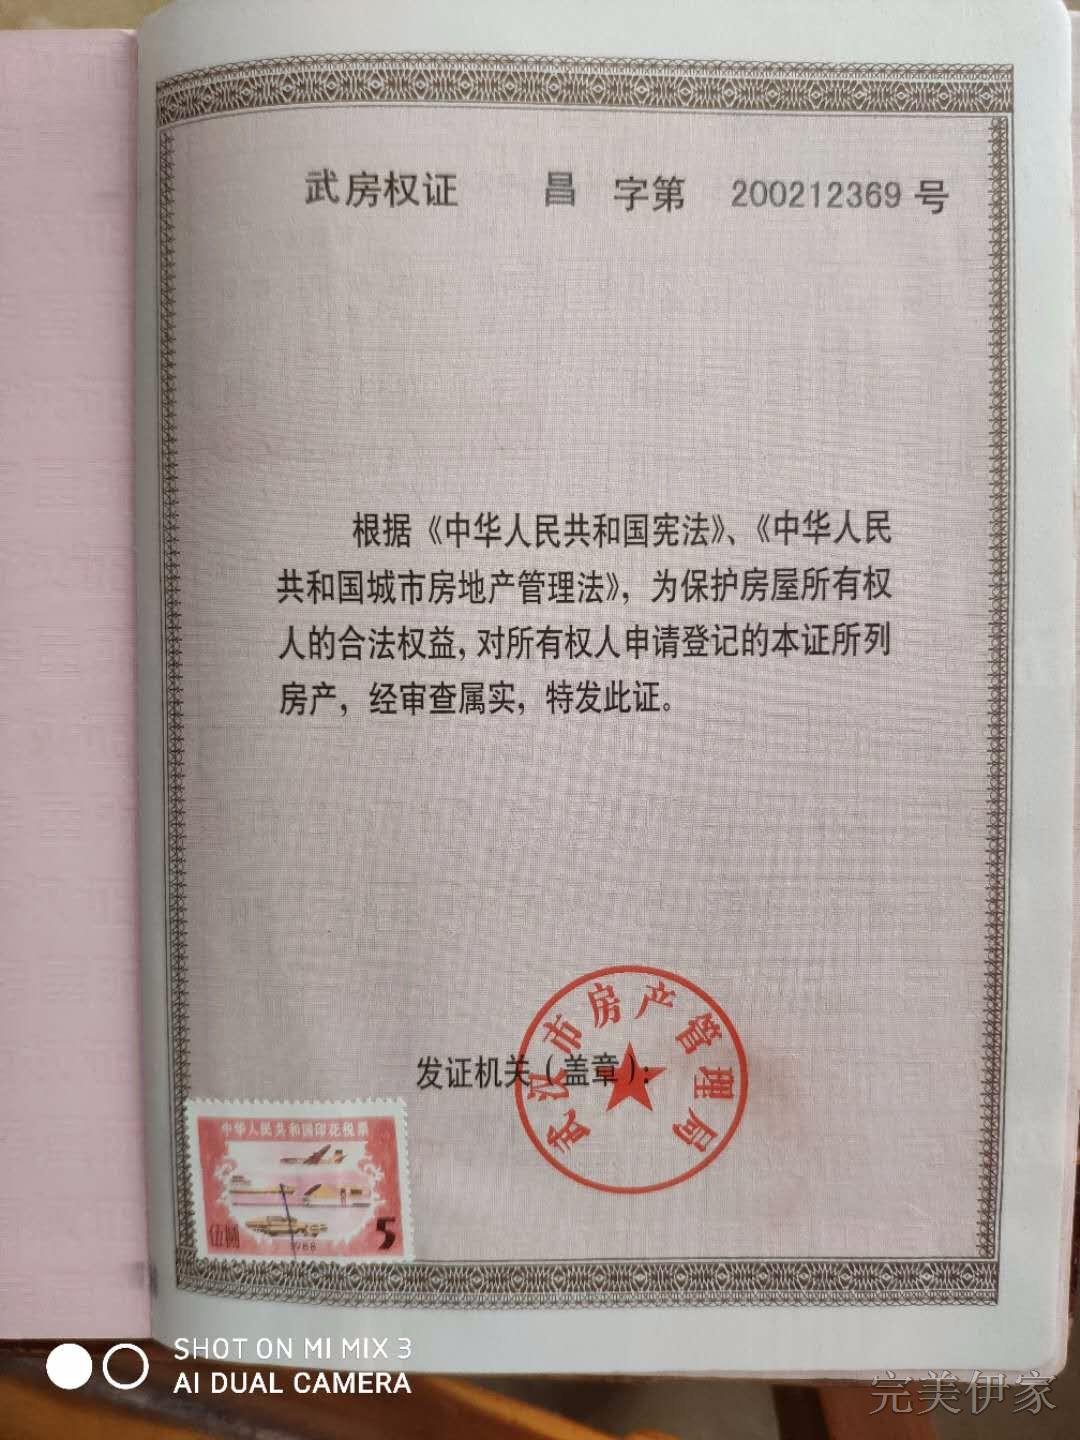 武房权证 昌 字第 200212369 号
根据《中华人民共和国宪法》、《中华人民
共和国城市房地产管理法》，为保护房屋所有权
人的合法权益，对所有权人申请登记的本证所列
房产，经审查属实，特发此证。
发证机关（盖章）：
武汉市房产管理局
中华人民共和国印花税票
伍圆
1988
5
SHOT ON MI MIX 3
AI DUAL CAMERA
完美伊家